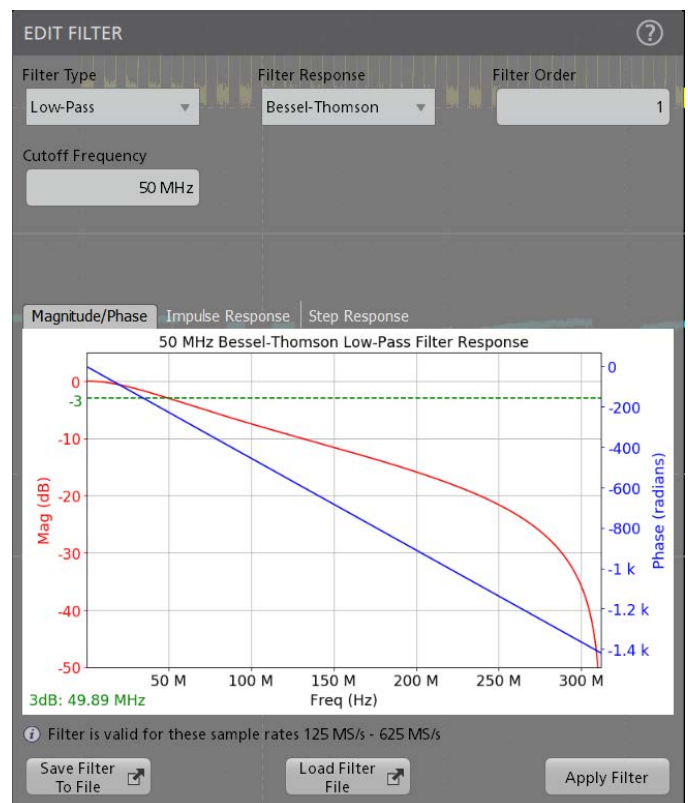 EDIT FILTER ?
Filter Type Filter Response Filter Order
Low-Pass Bessel-Thomson 1
Cutoff Frequency
50 MHz
Magnitude/Phase Impulse Response Step Response
50 MHz Bessel-Thomson Low-Pass Filter Response
0
-3
-10
-20
-30
-40
-50
Mag (dB)
0
-200
-400
-600
-800
-1 k
-1.2 k
-1.4 k
Phase (radians)
50 M 100 M 150 M 200 M 250 M 300 M
3dB: 49.89 MHz Freq (Hz)
i Filter is valid for these sample rates 125 MS/s - 625 MS/s
Save Filter
To File
Load Filter
File
Apply Filter